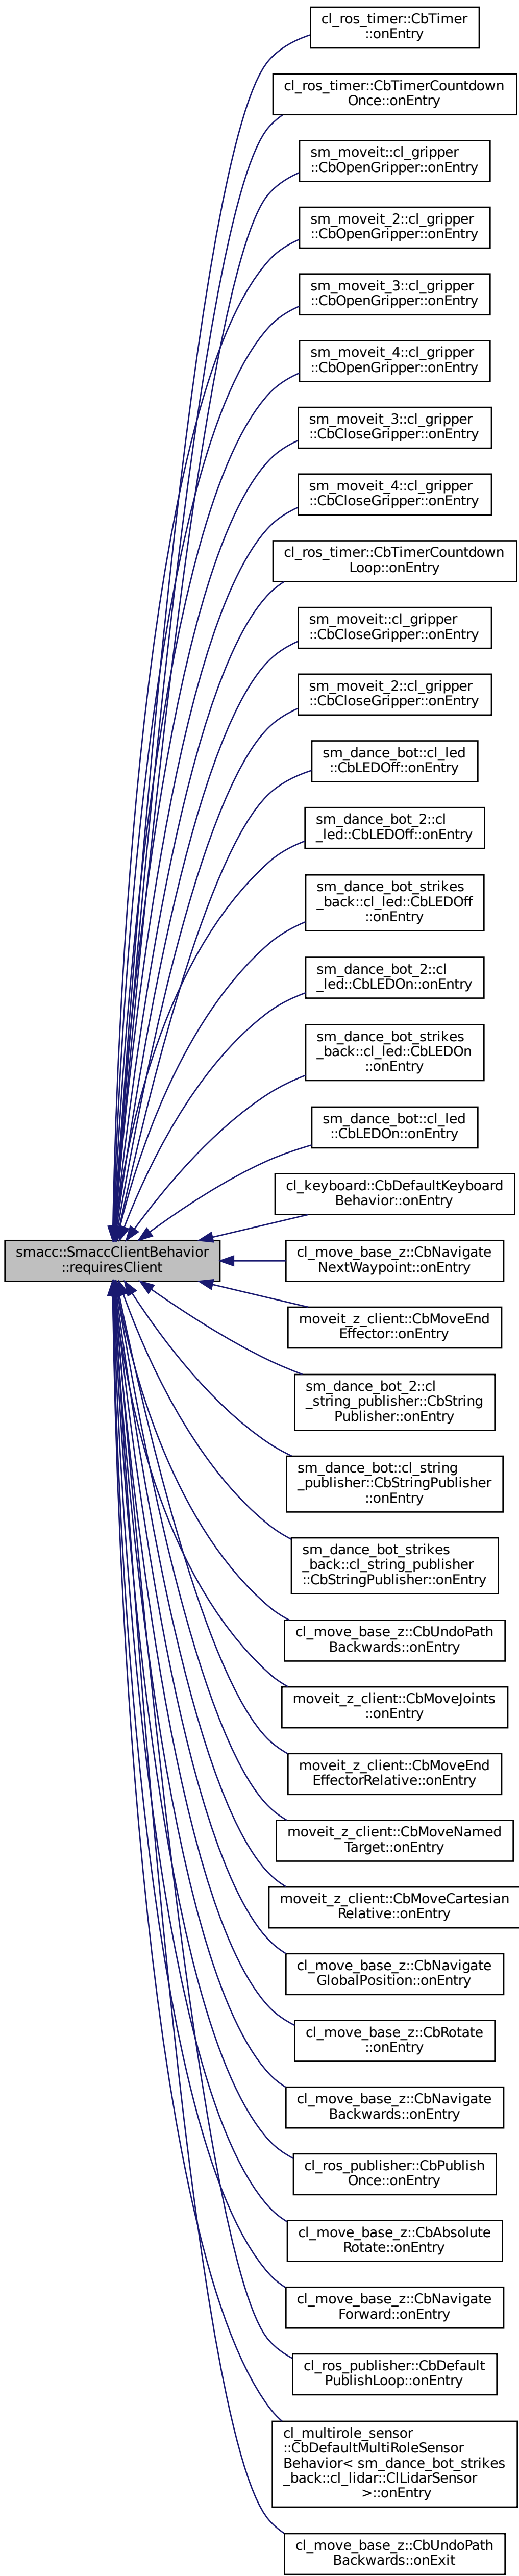 cl_ros_timer::CbTimer
::onEntry
cl_ros_timer::CbTimerCountdown
Once::onEntry
sm_moveit::cl_gripper
::CbOpenGripper::onEntry
sm_moveit_2::cl_gripper
::CbOpenGripper::onEntry
sm_moveit_3::cl_gripper
::CbOpenGripper::onEntry
sm_moveit_4::cl_gripper
::CbOpenGripper::onEntry
sm_moveit_3::cl_gripper
::CbCloseGripper::onEntry
sm_moveit_4::cl_gripper
::CbCloseGripper::onEntry
cl_ros_timer::CbTimerCountdown
Loop::onEntry
sm_moveit::cl_gripper
::CbCloseGripper::onEntry
sm_moveit_2::cl_gripper
::CbCloseGripper::onEntry
sm_dance_bot::cl_led
::CbLEDOff::onEntry
sm_dance_bot_2::cl
_led::CbLEDOff::onEntry
sm_dance_bot_strikes
_back::cl_led::CbLEDOff
::onEntry
sm_dance_bot_2::cl
_led::CbLEDOn::onEntry
sm_dance_bot_strikes
_back::cl_led::CbLEDOn
::onEntry
sm_dance_bot::cl_led
::CbLEDOn::onEntry
cl_keyboard::CbDefaultKeyboard
Behavior::onEntry
smacc::SmaccClientBehavior
::requiresClient
cl_move_base_z::CbNavigate
NextWaypoint::onEntry
moveit_z_client::CbMoveEnd
Effector::onEntry
sm_dance_bot_2::cl
_string_publisher::CbString
Publisher::onEntry
sm_dance_bot::cl_string
_publisher::CbStringPublisher
::onEntry
sm_dance_bot_strikes
_back::cl_string_publisher
::CbStringPublisher::onEntry
cl_move_base_z::CbUndoPath
Backwards::onEntry
moveit_z_client::CbMoveJoints
::onEntry
moveit_z_client::CbMoveEnd
EffectorRelative::onEntry
moveit_z_client::CbMoveNamed
Target::onEntry
moveit_z_client::CbMoveCartesian
Relative::onEntry
cl_move_base_z::CbNavigate
GlobalPosition::onEntry
cl_move_base_z::CbRotate
::onEntry
cl_move_base_z::CbNavigate
Backwards::onEntry
cl_ros_publisher::CbPublish
Once::onEntry
cl_move_base_z::CbAbsolute
Rotate::onEntry
cl_move_base_z::CbNavigate
Forward::onEntry
cl_ros_publisher::CbDefault
PublishLoop::onEntry
cl_multirole_sensor
::CbDefaultMultiRoleSensor
Behavior< sm_dance_bot_strikes
_back::cl_lidar::ClLidarSensor
>::onEntry
cl_move_base_z::CbUndoPath
Backwards::onExit